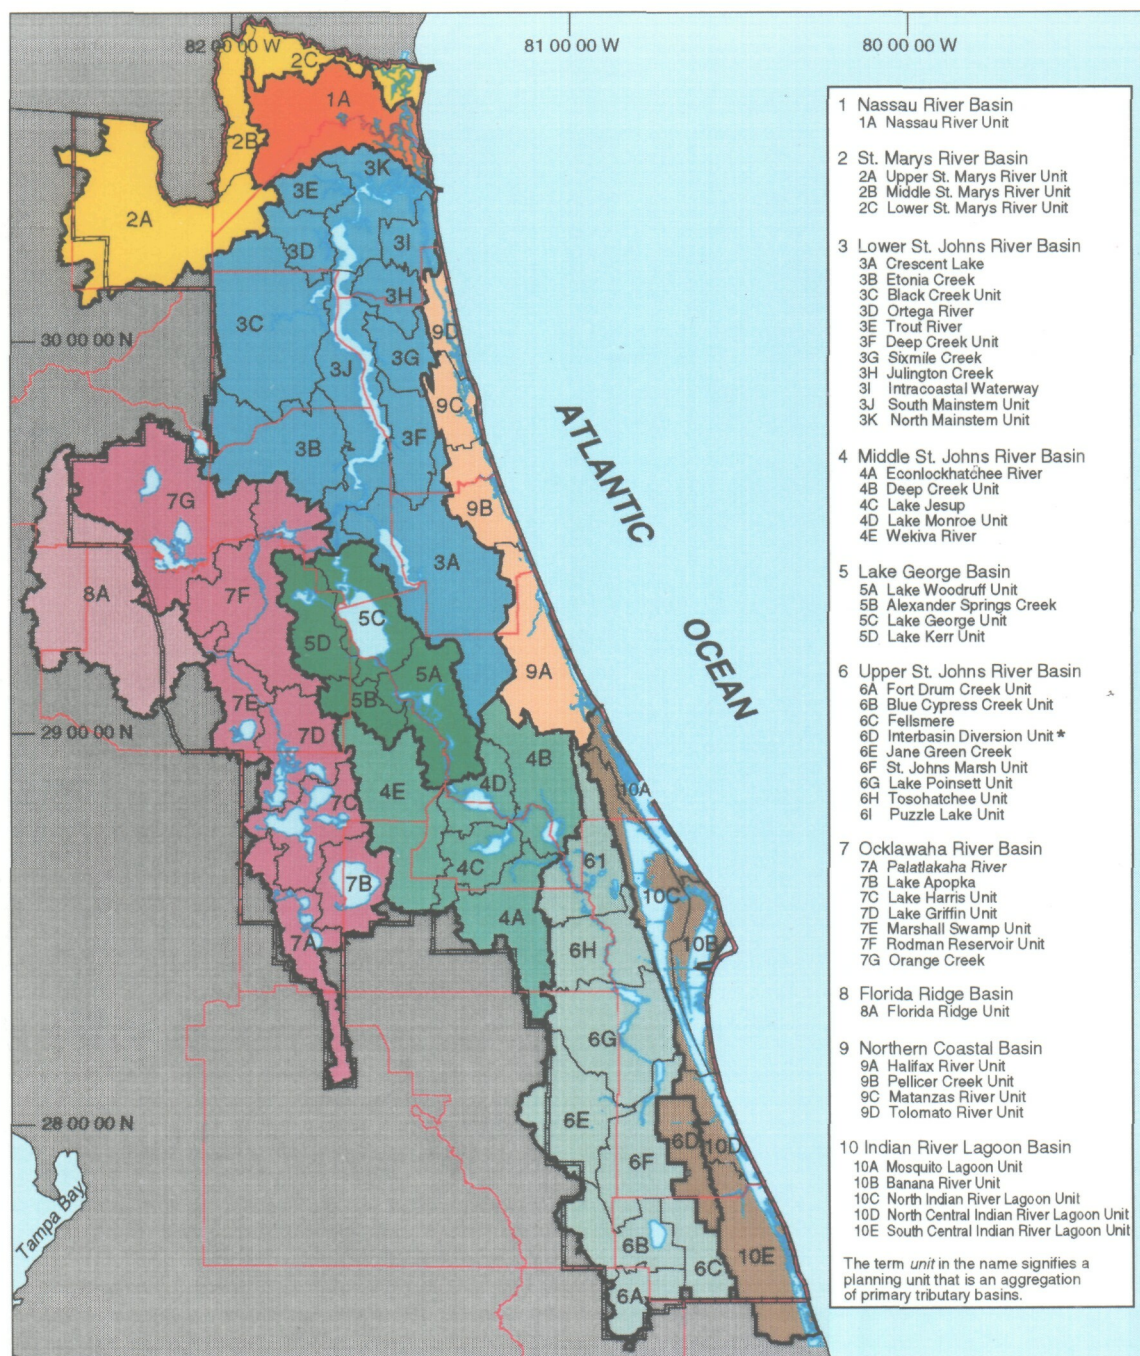 82 00 00 W
81 00 00 W
80 00 00 W
2C
1A
2B
3K
3E
2A
3I
3D
3H
3C
9D
30 00 00 N
3J
3G
9C
ATLANTIC
3B
3F
7G
9B
3A
8A
7F
5C
OCEAN
5D
5A
9A
5B
7E
29 00 00 N
7D
4B
4D
4E
10A
7C
61
4C
7B
10C
4A
7A
6H
10B
6G
28 00 00 N
6E
6D
10D
6F
Tampa Bay
6B
10E
6C
6A
1 Nassau River Basin
1A Nassau River Unit
2 St. Marys River Basin
2A Upper St. Marys River Unit
2B Middle St. Marys River Unit
2C Lower St. Marys River Unit
3 Lower St. Johns River Basin
3A Crescent Lake
3B Etonia Creek
3C Black Creek Unit
3D Ortega River
3E Trout River
3F Deep Creek Unit
3G Sixmile Creek
3H Julington Creek
3I Intracoastal Waterway
3J South Mainstem Unit
3K North Mainstem Unit
4 Middle St. Johns River Basin
4A Econlockhatchee River
4B Deep Creek Unit
4C Lake Jesup
4D Lake Monroe Unit
4E Wekiva River
5 Lake George Basin
5A Lake Woodruff Unit
5B Alexander Springs Creek
5C Lake George Unit
5D Lake Kerr Unit
6 Upper St. Johns River Basin
6A Fort Drum Creek Unit
6B Blue Cypress Creek Unit
6C Fellsmere
6D Interbasin Diversion Unit *
6E Jane Green Creek
6F St. Johns Marsh Unit
6G Lake Poinsett Unit
6H Tosohatchee Unit
6I Puzzle Lake Unit
7 Ocklawaha River Basin
7A Palatlakaha River
7B Lake Apopka
7C Lake Harris Unit
7D Lake Griffin Unit
7E Marshall Swamp Unit
7F Rodman Reservoir Unit
7G Orange Creek
8 Florida Ridge Basin
8A Florida Ridge Unit
9 Northern Coastal Basin
9A Halifax River Unit
9B Pellicer Creek Unit
9C Matanzas River Unit
9D Tolomato River Unit
10 Indian River Lagoon Basin
10A Mosquito Lagoon Unit
10B Banana River Unit
10C North Indian River Lagoon Unit
10D North Central Indian River Lagoon Unit
10E South Central Indian River Lagoon Unit
The term unit in the name signifies a
planning unit that is an aggregation
of primary tributary basins.